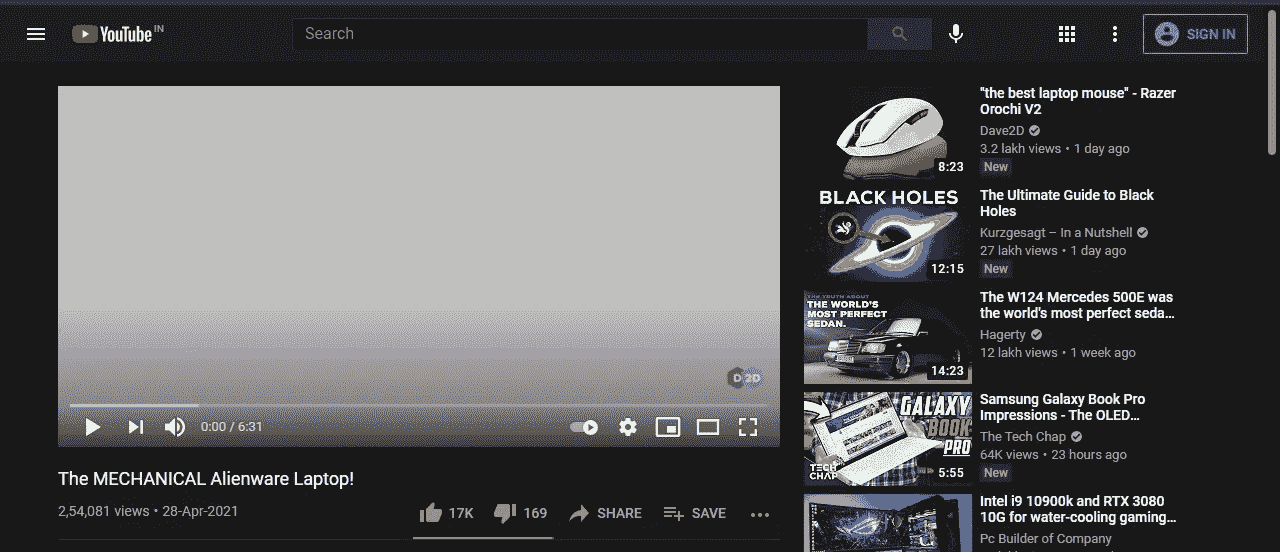 YouTube IN
Search
SIGN IN
D 2D
0:00 / 6:31
The MECHANICAL Alienware Laptop!
2,54,081 views • 28-Apr-2021
17K
169
SHARE
SAVE
8:23
"the best laptop mouse" - Razer
Orochi V2
Dave2D
3.2 lakh views • 1 day ago
New
BLACK HOLES
12:15
The Ultimate Guide to Black
Holes
Kurzgesagt – In a Nutshell
27 lakh views • 1 day ago
New
THE TRUTH ABOUT
THE WORLD'S
MOST PERFECT
SEDAN.
14:23
The W124 Mercedes 500E was
the world's most perfect seda...
Hagerty
12 lakh views • 1 week ago
GALAXY
BOOK
PRO
TECH
CHAP
5:55
Samsung Galaxy Book Pro
Impressions - The OLED...
The Tech Chap
64K views • 23 hours ago
New
Intel i9 10900k and RTX 3080
10G for water-cooling gaming...
Pc Builder of Company